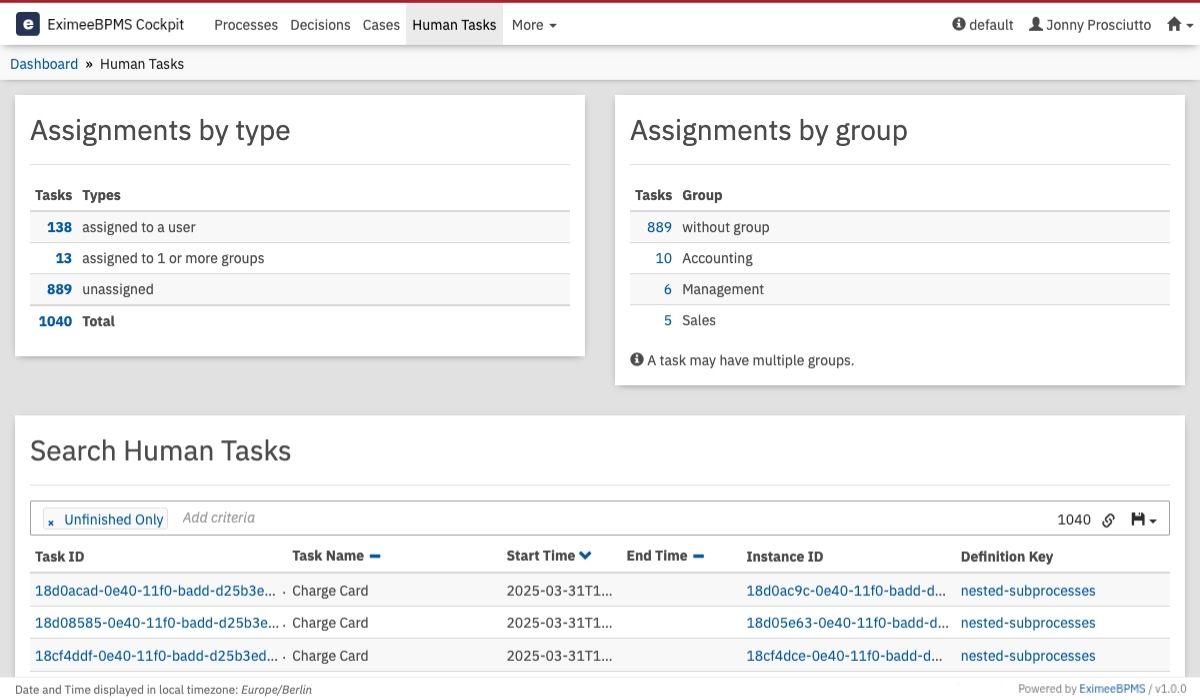 e EximeeBPMS Cockpit Processes Decisions Cases Human Tasks More default Jonny Prosciutto
Dashboard » Human Tasks
Assignments by type
Tasks Types
138 assigned to a user
13 assigned to 1 or more groups
889 unassigned
1040 Total
Assignments by group
Tasks Group
889 without group
10 Accounting
6 Management
5 Sales
A task may have multiple groups.
Search Human Tasks
× Unfinished Only Add criteria 1040
Task ID Task Name Start Time End Time Instance ID Definition Key
18d0acad-0e40-11f0-badd-d25b3e... Charge Card 2025-03-31T1... 18d0ac9c-0e40-11f0-badd-d... nested-subprocesses
18d08585-0e40-11f0-badd-d25b3e... Charge Card 2025-03-31T1... 18d05e63-0e40-11f0-badd-d... nested-subprocesses
18cf4ddf-0e40-11f0-badd-d25b3ed... Charge Card 2025-03-31T1... 18cf4dce-0e40-11f0-badd-d... nested-subprocesses
Date and Time displayed in local timezone: Europe/Berlin Powered by EximeeBPMS / v1.0.0